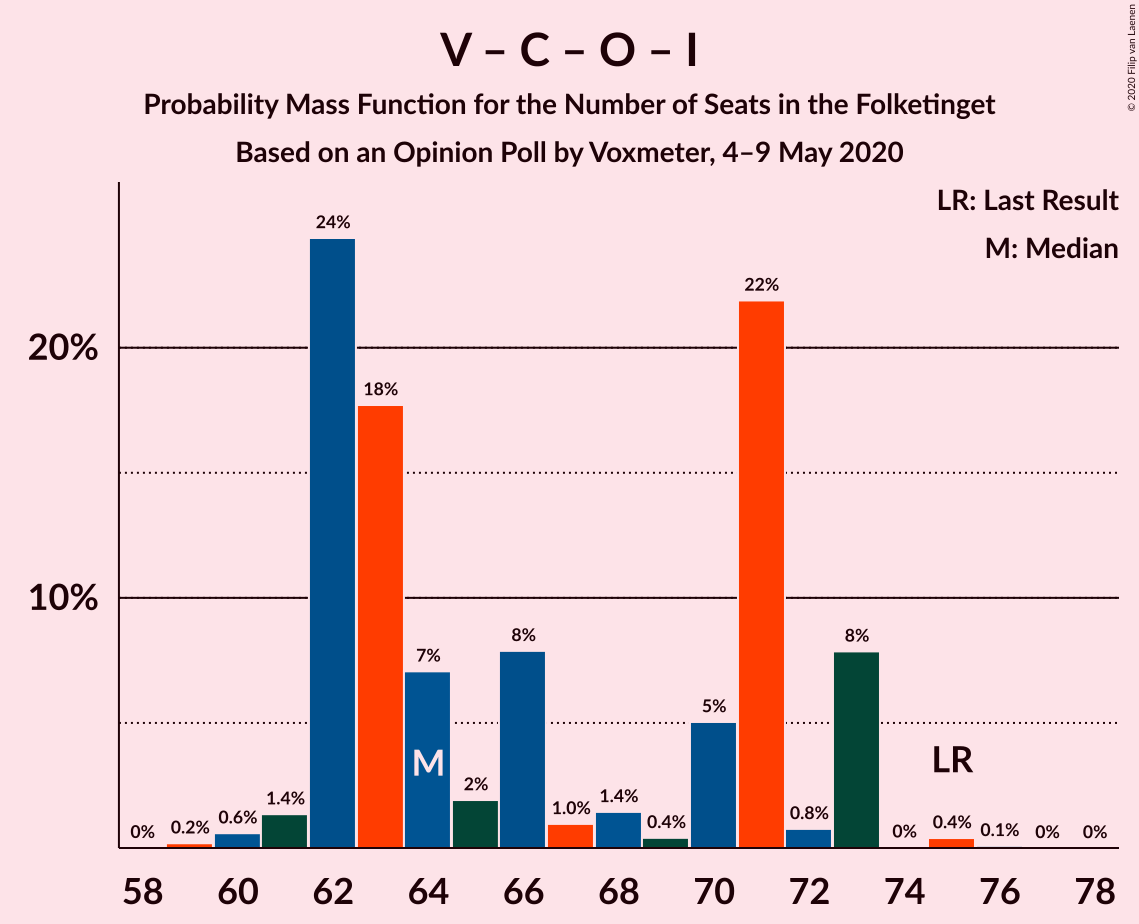 V – C – O – I
Probability Mass Function for the Number of Seats in the Folketinget
Based on an Opinion Poll by Voxmeter, 4–9 May 2020
© 2020 Filip van Laenen
LR: Last Result
M: Median
20%
10%
0%
0.2%
0.6%
1.4%
24%
18%
7%
2%
8%
1.0%
1.4%
0.4%
5%
22%
0.8%
8%
0%
0.4%
0.1%
0%
0%
M
LR
58 60 62 64 66 68 70 72 74 76 78